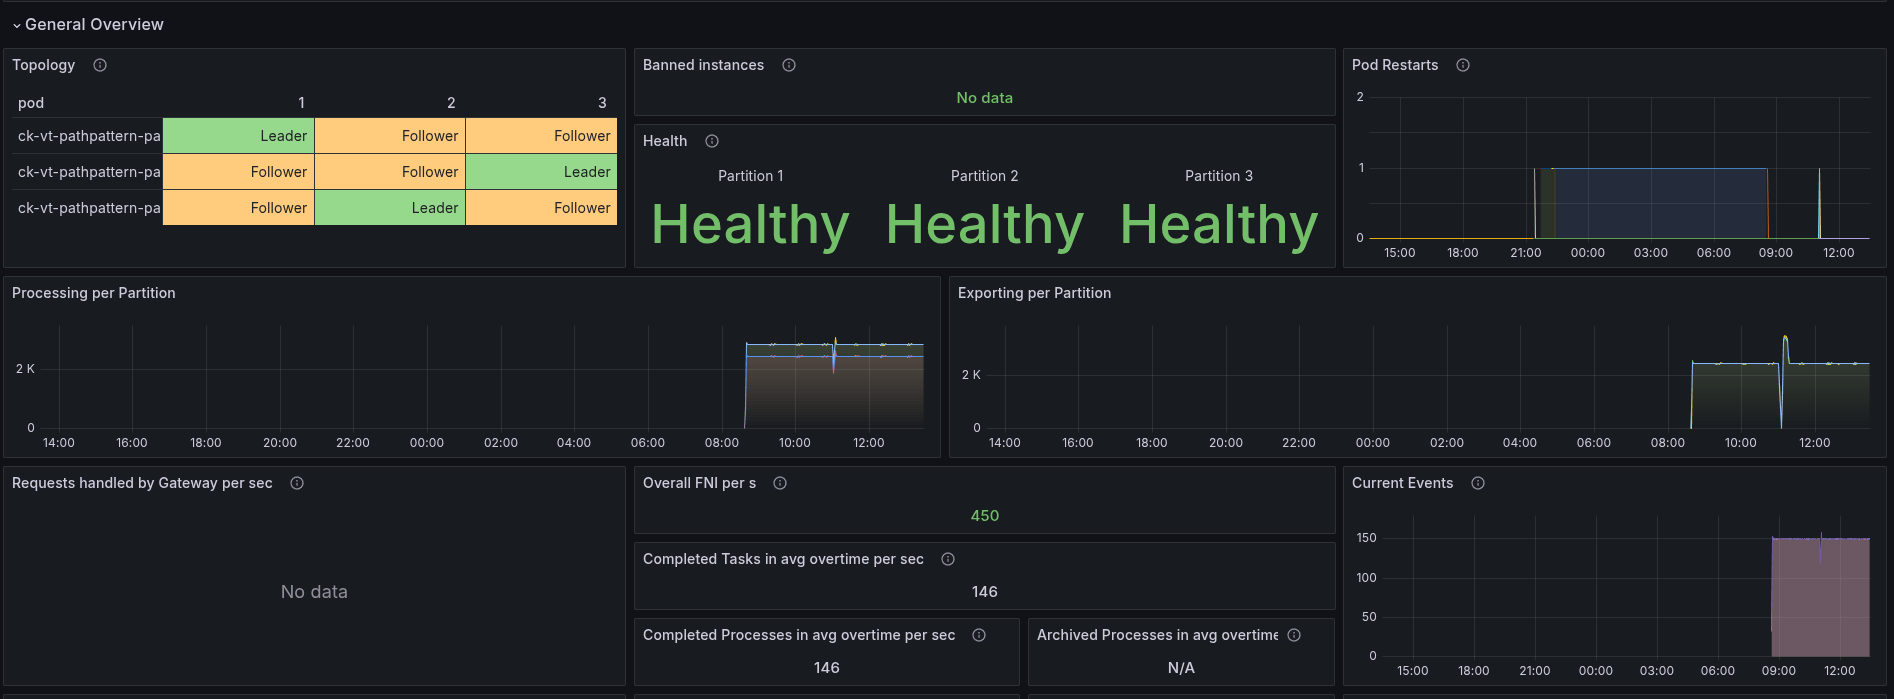 General Overview
Topology
pod 1 2 3
ck-vt-pathpattern-pa Leader Follower Follower
ck-vt-pathpattern-pa Follower Follower Leader
ck-vt-pathpattern-pa Follower Leader Follower
Banned instances
No data
Health
Partition 1 Partition 2 Partition 3
Healthy Healthy Healthy
Pod Restarts
2
1
0
15:00 18:00 21:00 00:00 03:00 06:00 09:00 12:00
Processing per Partition
2 K
0
14:00 16:00 18:00 20:00 22:00 00:00 02:00 04:00 06:00 08:00 10:00 12:00
Exporting per Partition
2 K
0
14:00 16:00 18:00 20:00 22:00 00:00 02:00 04:00 06:00 08:00 10:00 12:00
Requests handled by Gateway per sec
No data
Overall FNI per s
450
Completed Tasks in avg overtime per sec
146
Completed Processes in avg overtime per sec
146
Archived Processes in avg overtime
N/A
Current Events
150
100
50
0
15:00 18:00 21:00 00:00 03:00 06:00 09:00 12:00